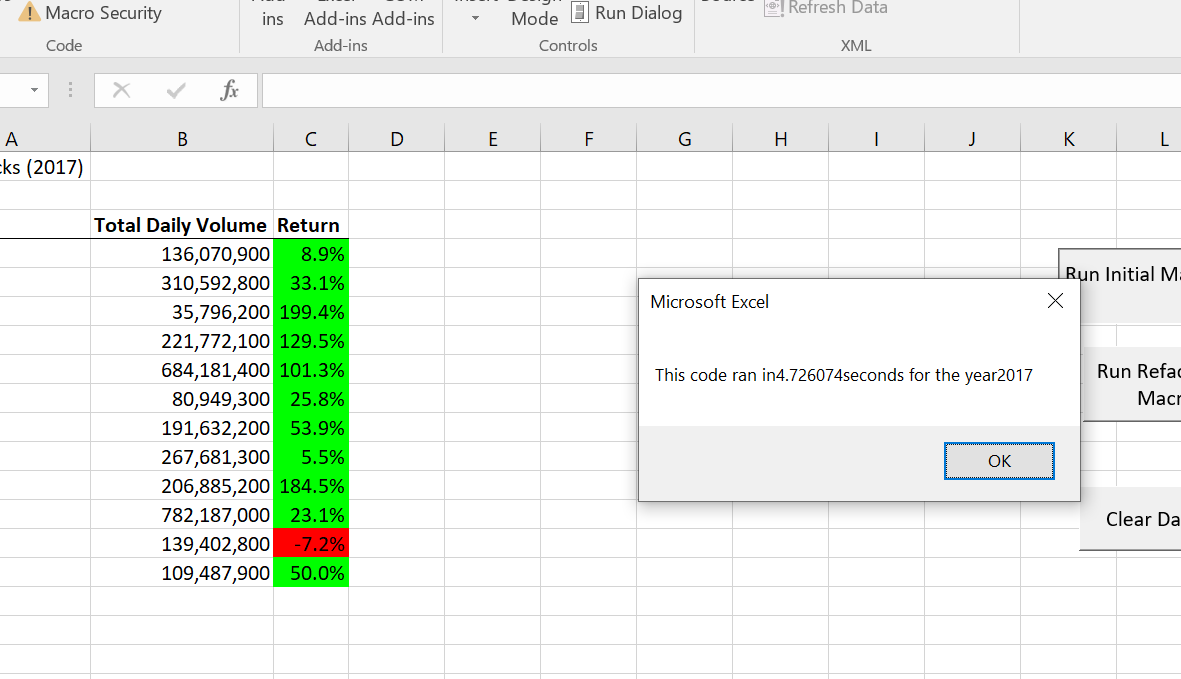 Macro Security
ins
Add-ins Add-ins
Design
Mode
Run Dialog
Refresh Data
Code
Add-ins
Controls
XML
fx
A B C D E F G H I J K L
cks (2017)
Total Daily Volume Return
136,070,900 8.9%
310,592,800 33.1%
35,796,200 199.4%
221,772,100 129.5%
684,181,400 101.3%
80,949,300 25.8%
191,632,200 53.9%
267,681,300 5.5%
206,885,200 184.5%
782,187,000 23.1%
139,402,800 -7.2%
109,487,900 50.0%
Run Initial Ma
Microsoft Excel
This code ran in4.726074seconds for the year2017
OK
Run Refac
Macr
Clear Da